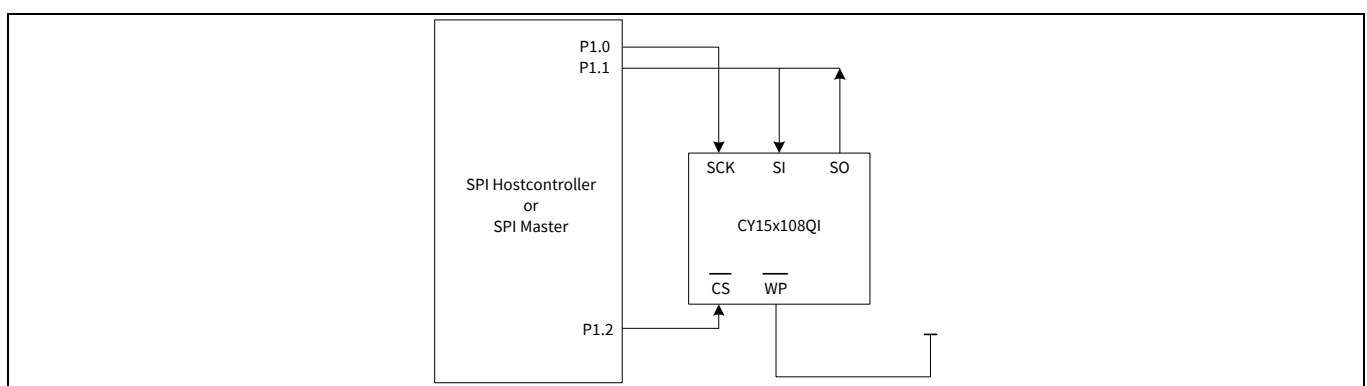 P1.0
P1.1
SCK SI SO
SPI Hostcontroller
or
SPI Master
CY15x108QI
CS WP
P1.2